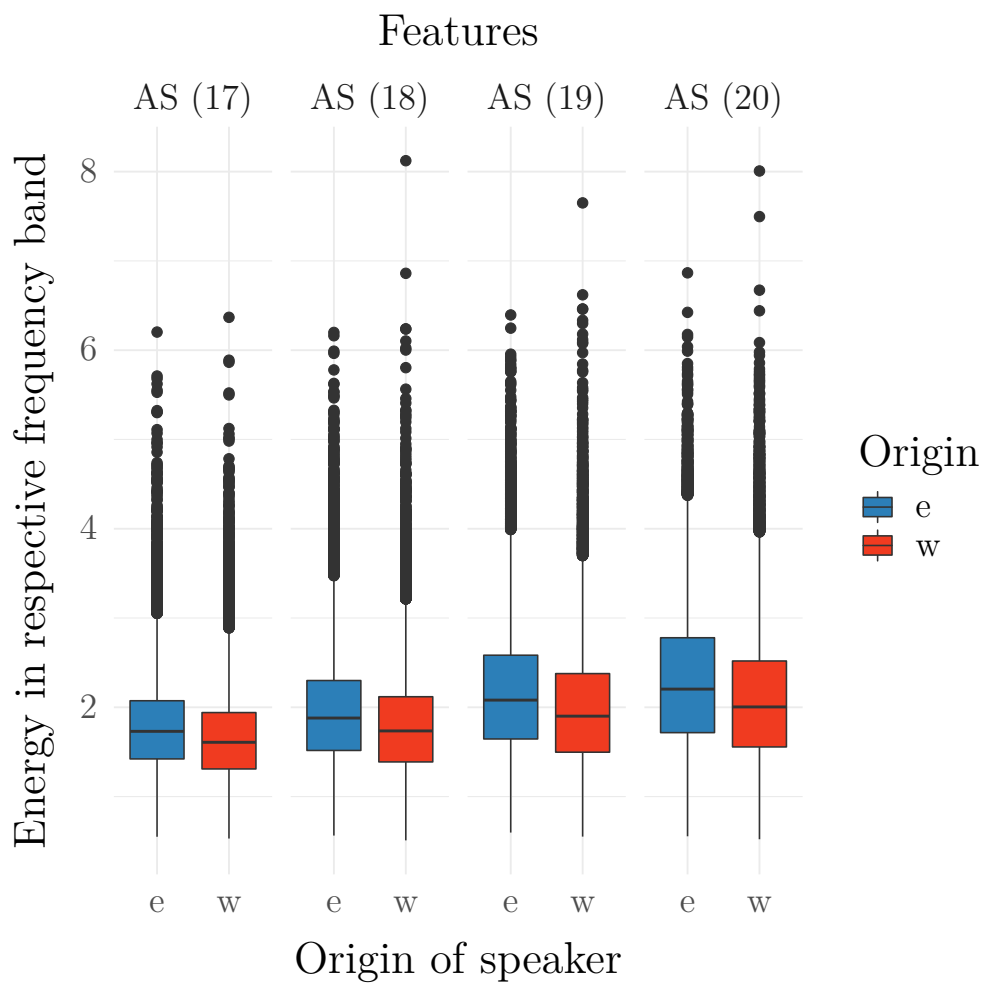 Features
AS (17) AS (18) AS (19) AS (20)
Energy in respective frequency band
8
6
4
2
e w e w e w e w
Origin of speaker
Origin
e
w